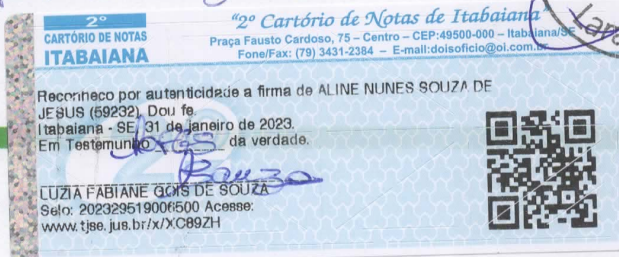 2º
CARTÓRIO DE NOTAS
ITABAIANA
"2º Cartório de Notas de Itabaiana"
Praça Fausto Cardoso, 75 – Centro – CEP:49500-000 – Itabaiana/SE
Fone/Fax: (79) 3431-2384 – E-mail:doisoficio@oi.com.br
Reconheço por autenticidade a firma de ALINE NUNES SOUZA DE
JESUS (59232), Dou fe.
Itabaiana - SE, 31 de janeiro de 2023.
Em Testemunho da verdade.
LUZIA FABIANE GOIS DE SOUZA
Selo: 202329519006500 Acesse:
www.tjse.jus.br/x/XC89ZH